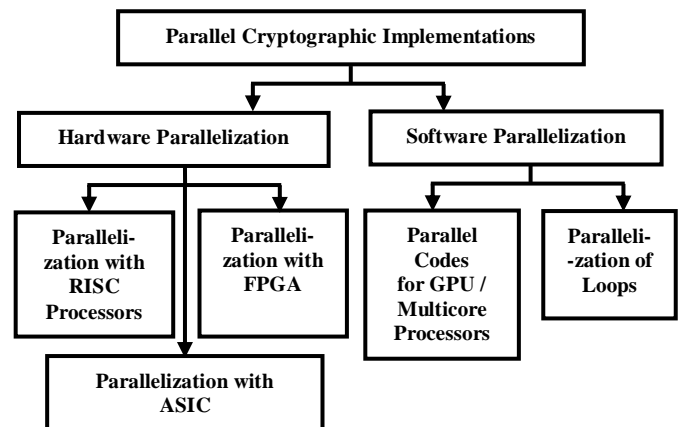 Parallel Cryptographic Implementations
Hardware Parallelization
Software Parallelization
Paralleli-
zation with
RISC
Processors
Paralleli-
zation with
FPGA
Parallel
Codes
for GPU /
Multicore
Processors
Paralleli-
-zation of
Loops
Parallelization with
ASIC